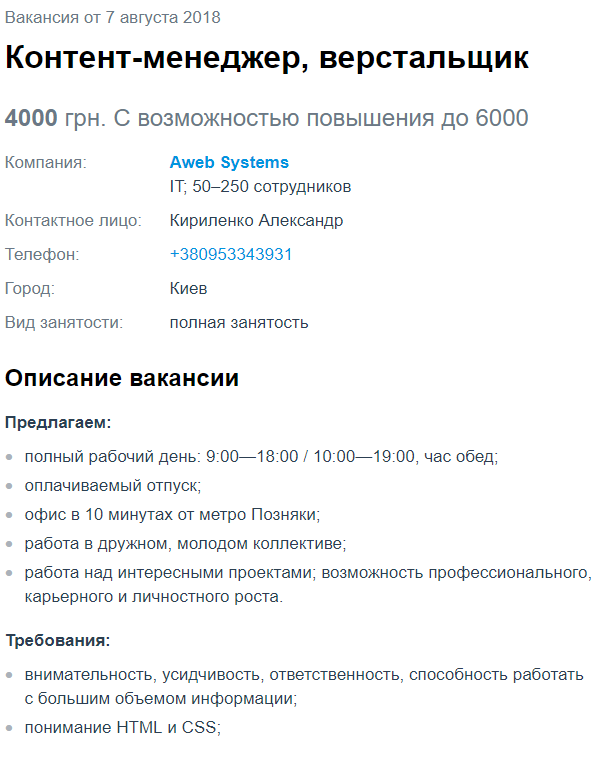 Вакансия от 7 августа 2018
Контент-менеджер, верстальщик
4000 грн. С возможностью повышения до 6000
Компания: Aweb Systems
IT; 50–250 сотрудников
Контактное лицо: Кириленко Александр
Телефон: +380953343931
Город: Киев
Вид занятости: полная занятость
Описание вакансии
Предлагаем:
• полный рабочий день: 9:00—18:00 / 10:00—19:00, час обед;
• оплачиваемый отпуск;
• офис в 10 минутах от метро Позняки;
• работа в дружном, молодом коллективе;
• работа над интересными проектами; возможность профессионального,
карьерного и личностного роста.
Требования:
• внимательность, усидчивость, ответственность, способность работать
с большим объемом информации;
• понимание HTML и CSS;